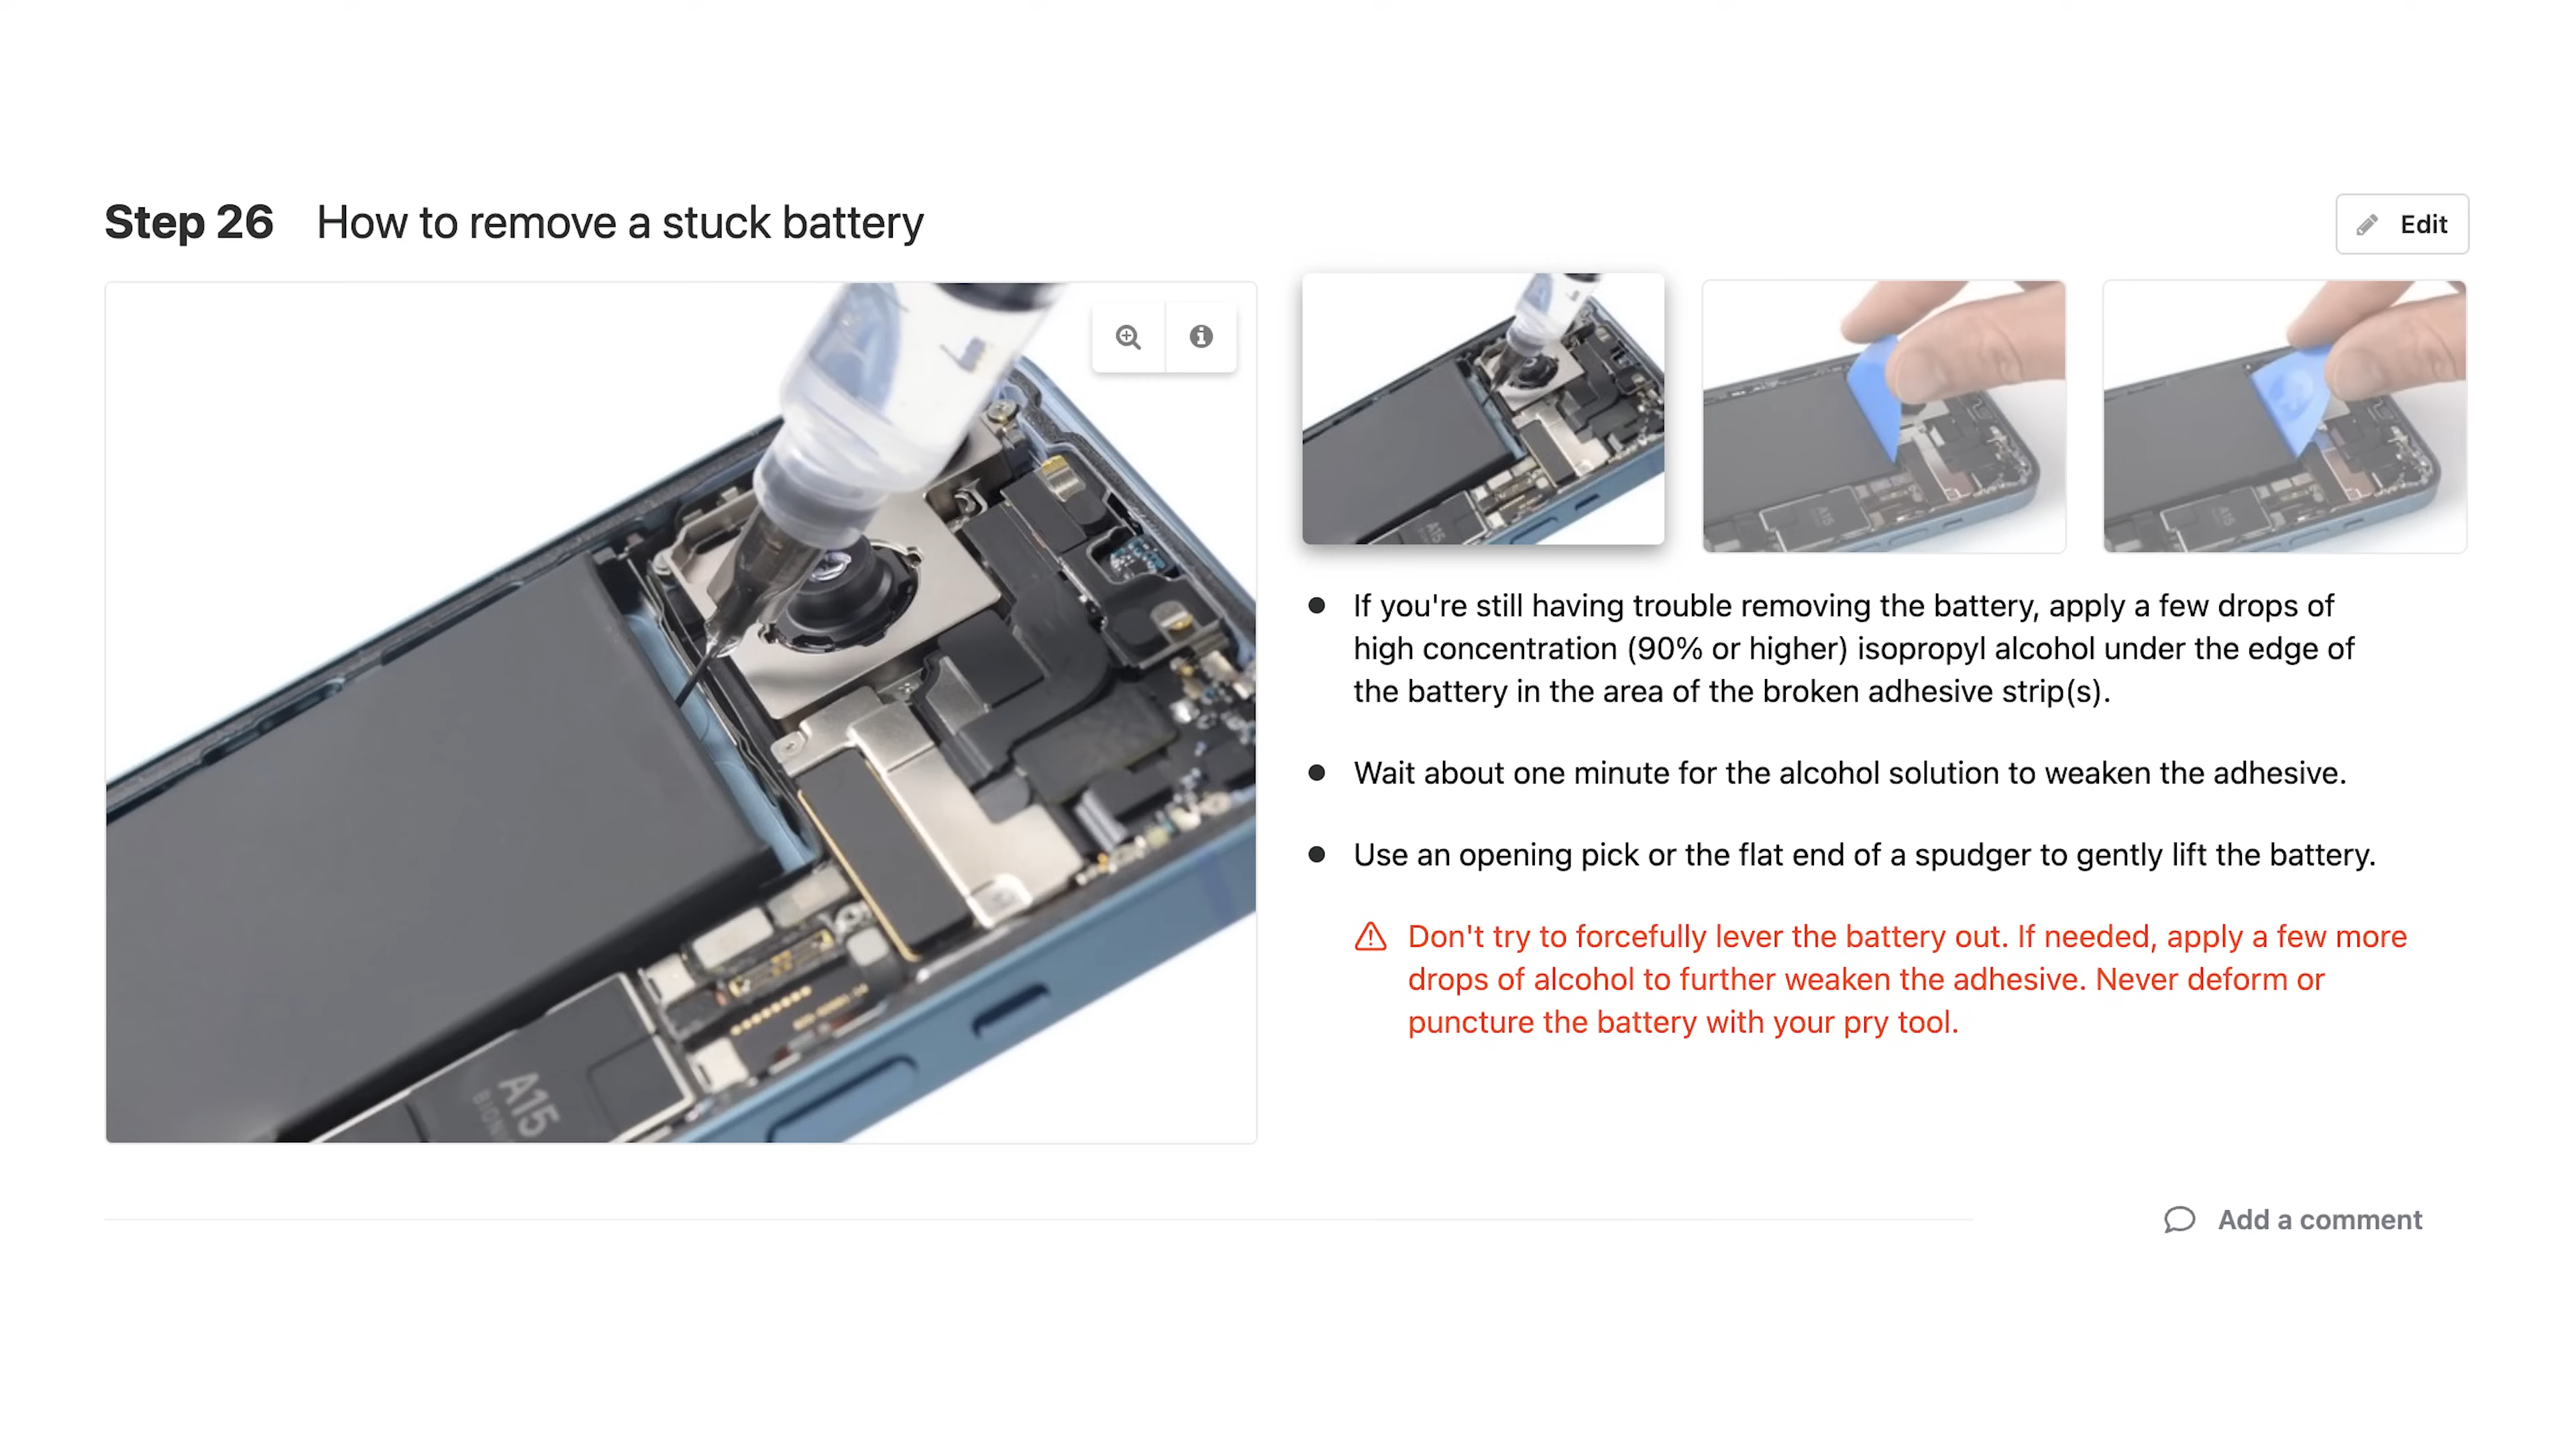 Step 26 How to remove a stuck battery
Edit
If you're still having trouble removing the battery, apply a few drops of
high concentration (90% or higher) isopropyl alcohol under the edge of
the battery in the area of the broken adhesive strip(s).
Wait about one minute for the alcohol solution to weaken the adhesive.
Use an opening pick or the flat end of a spudger to gently lift the battery.
Don't try to forcefully lever the battery out. If needed, apply a few more
drops of alcohol to further weaken the adhesive. Never deform or
puncture the battery with your pry tool.
A15
A15
A15
A15
Add a comment